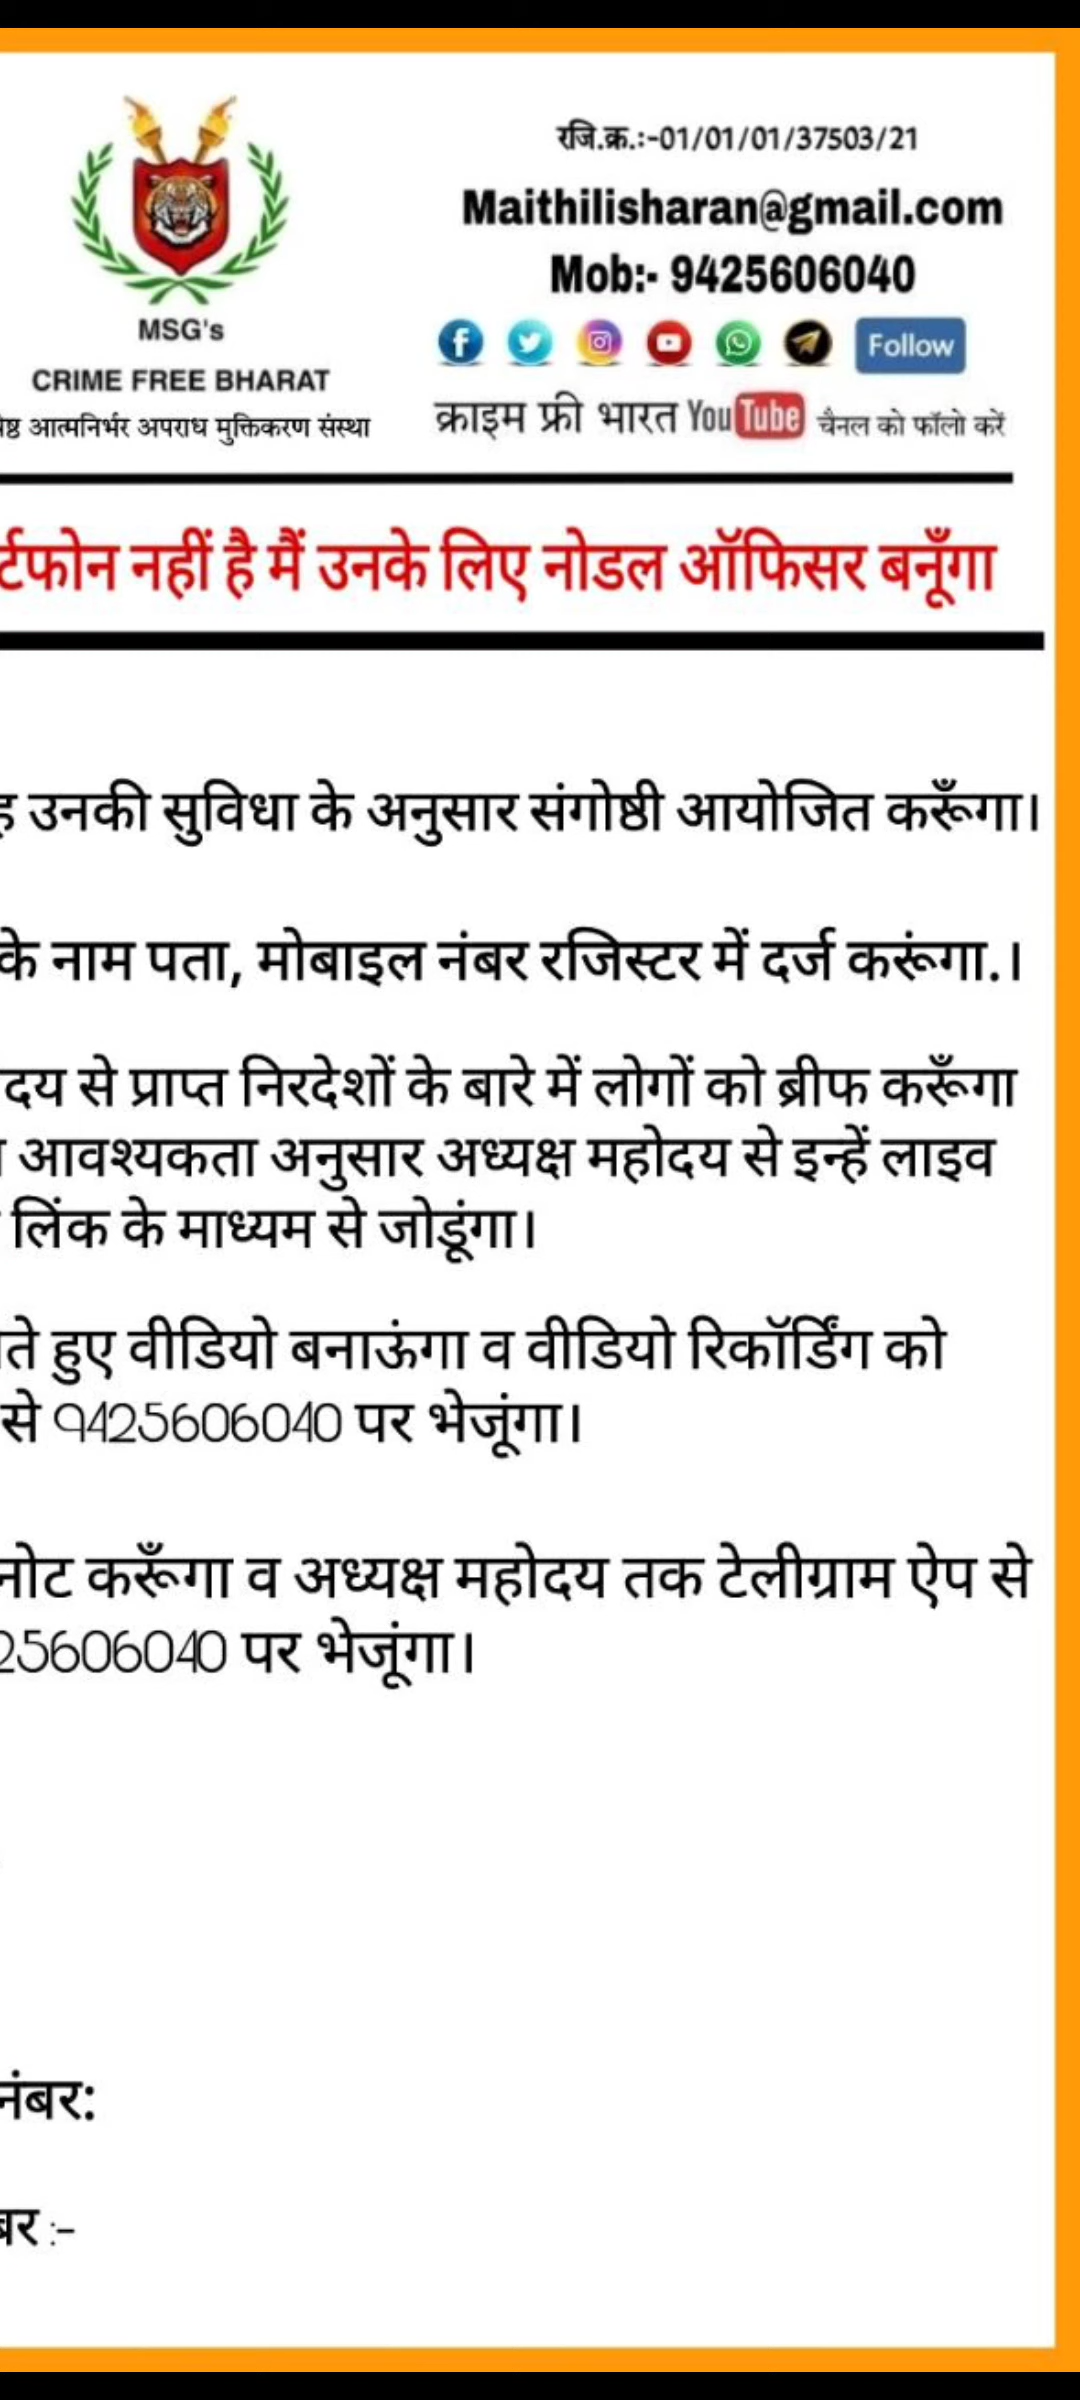 रजि.क्र.:-01/01/01/37503/21
Maithilisharan@gmail.com
Mob:- 9425606040
MSG's
CRIME FREE BHARAT
आत्मनिर्भर अपराध मुक्तिकरण संस्था
Follow
क्राइम फ्री भारत YouTube चैनल को फॉलो करें
र्टफोन नहीं है मैं उनके लिए नोडल ऑफिसर बनूँगा
ह उनकी सुविधा के अनुसार संगोष्ठी आयोजित करूँगा।
के नाम पता, मोबाइल नंबर रजिस्टर में दर्ज करूंगा.।
दय से प्राप्त निरदेशों के बारे में लोगों को ब्रीफ करूँगा
आवश्यकता अनुसार अध्यक्ष महोदय से इन्हें लाइव
लिंक के माध्यम से जोडूंगा।
ते हुए वीडियो बनाऊंगा व वीडियो रिकॉर्डिंग को
से 9425606040 पर भेजूंगा।
नोट करूँगा व अध्यक्ष महोदय तक टेलीग्राम ऐप से
25606040 पर भेजूंगा।
नंबर:
बर :-